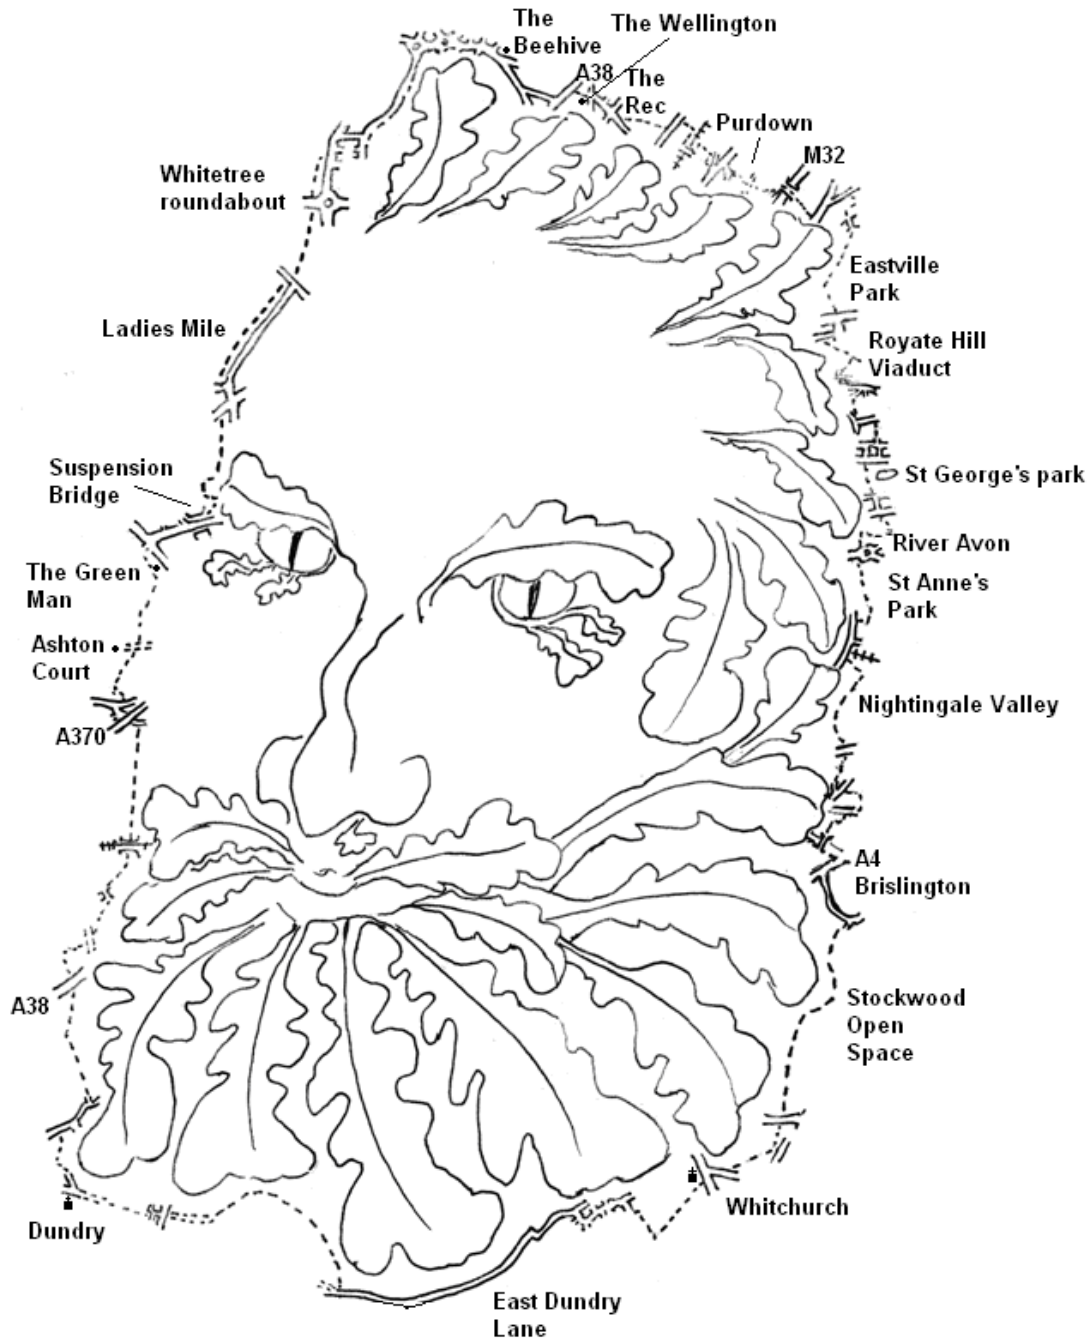 The
Beehive
The Wellington
A38
The
Rec
Purdown
M32
Whitetree
roundabout
Eastville
Park
Ladies Mile
Royate Hill
Viaduct
Suspension
Bridge
St George's park
River Avon
The Green
Man
St Anne's
Park
Ashton
Court
Nightingale Valley
A370
A4
Brislington
A38
Stockwood
Open
Space
Whitchurch
Dundry
East Dundry
Lane